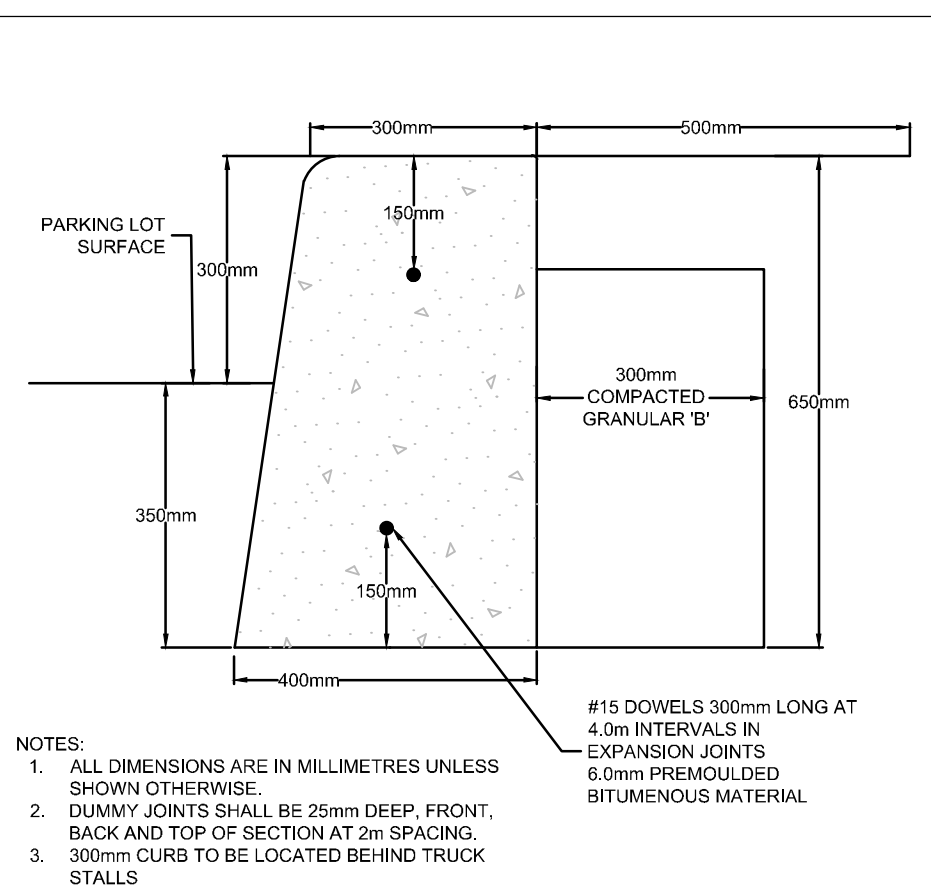 300mm
500mm
150mm
PARKING LOT
SURFACE
300mm
300mm
COMPACTED
GRANULAR 'B'
650mm
350mm
150mm
400mm
#15 DOWELS 300mm LONG AT
4.0m INTERVALS IN
EXPANSION JOINTS
6.0mm PREMOULDED
BITUMENOUS MATERIAL
NOTES:
1. ALL DIMENSIONS ARE IN MILLIMETRES UNLESS
SHOWN OTHERWISE.
2. DUMMY JOINTS SHALL BE 25mm DEEP, FRONT,
BACK AND TOP OF SECTION AT 2m SPACING.
3. 300mm CURB TO BE LOCATED BEHIND TRUCK
STALLS